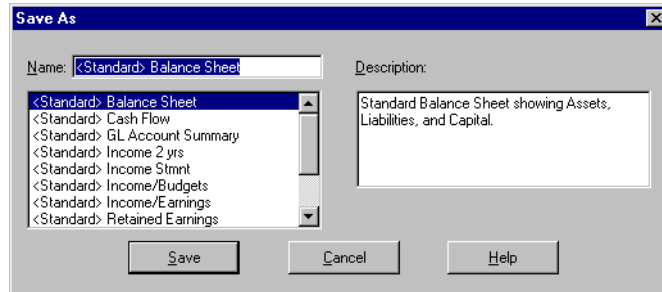 Save As
Name: <Standard> Balance Sheet
Description:
<Standard> Balance Sheet
<Standard> Cash Flow
<Standard> GL Account Summary
<Standard> Income 2 yrs
<Standard> Income Stmnt
<Standard> Income/Budgets
<Standard> Income/Earnings
<Standard> Retained Earnings
Standard Balance Sheet showing Assets,
Liabilities, and Capital.
Save
Cancel
Help